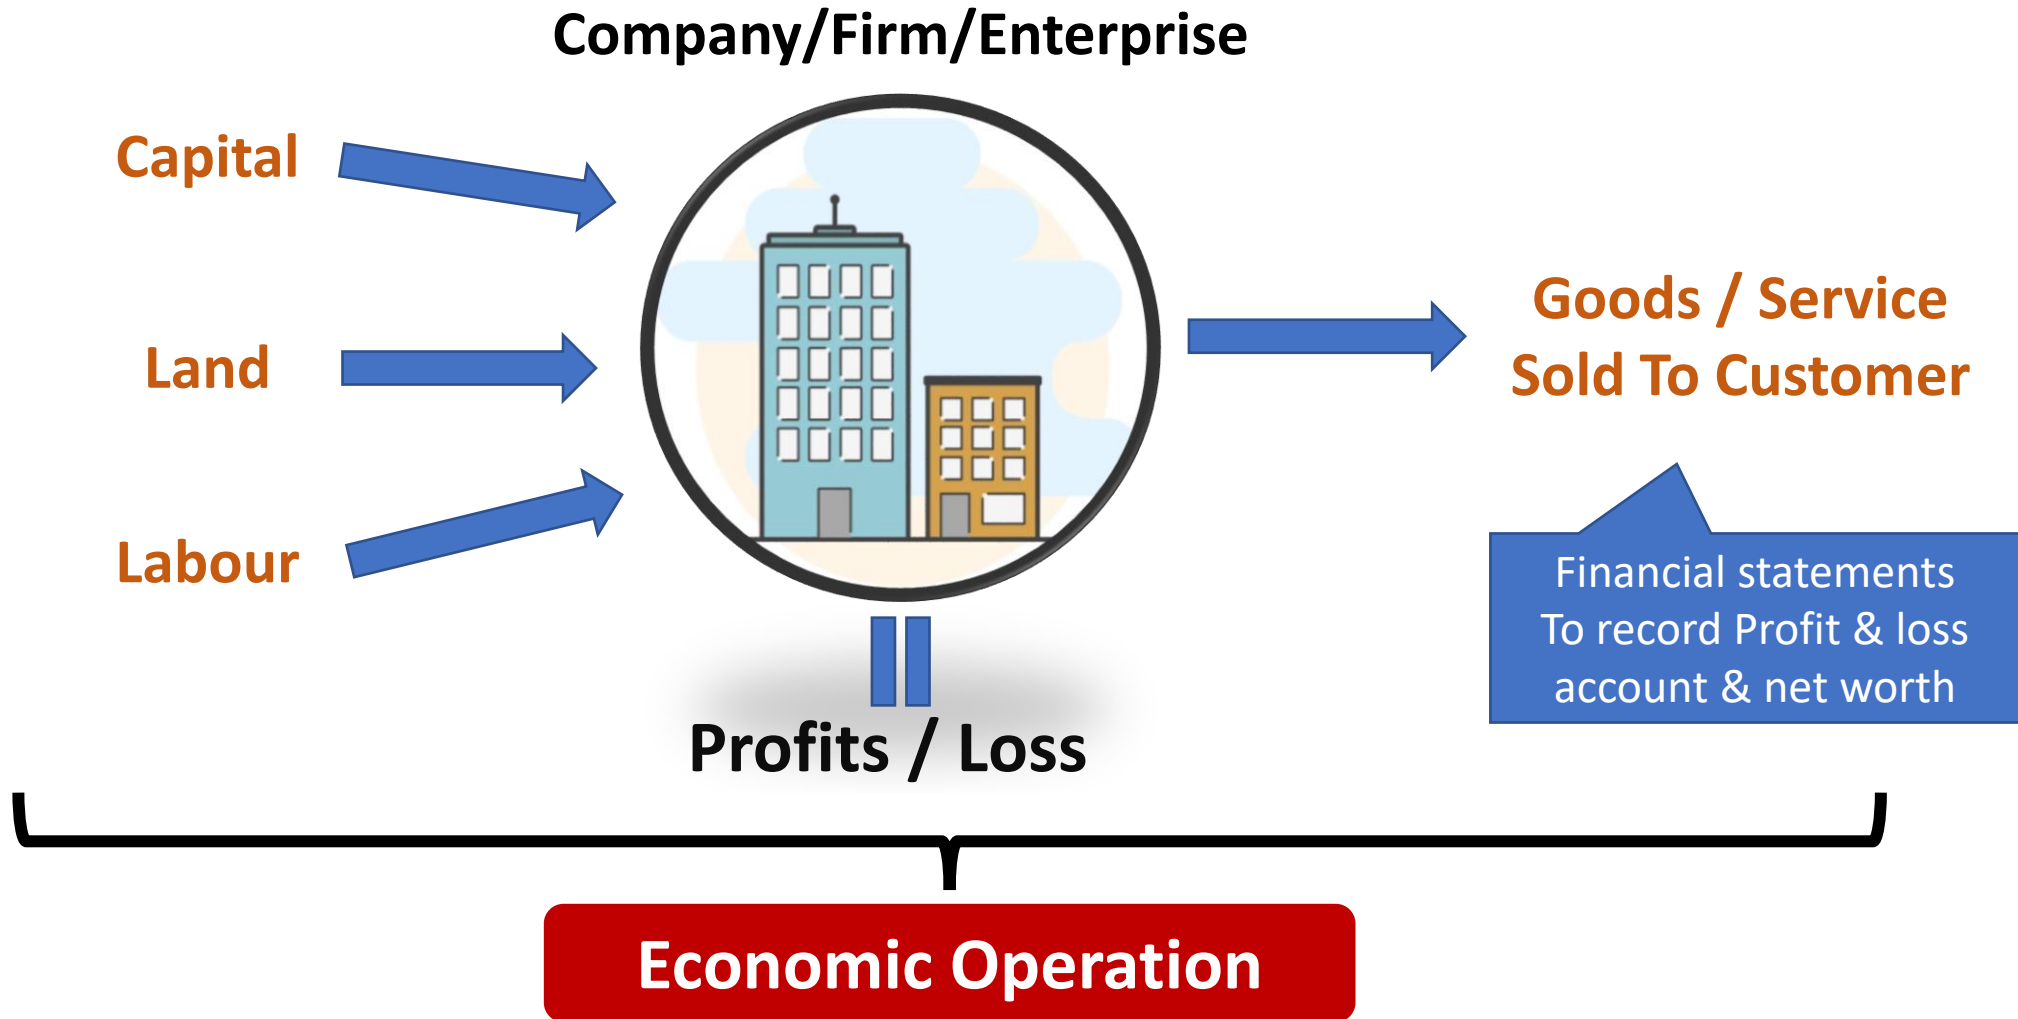 Company/Firm/Enterprise
Capital
Land
Labour
Goods / Service
Sold To Customer
Financial statements
To record Profit & loss
account & net worth
Profits / Loss
Economic Operation